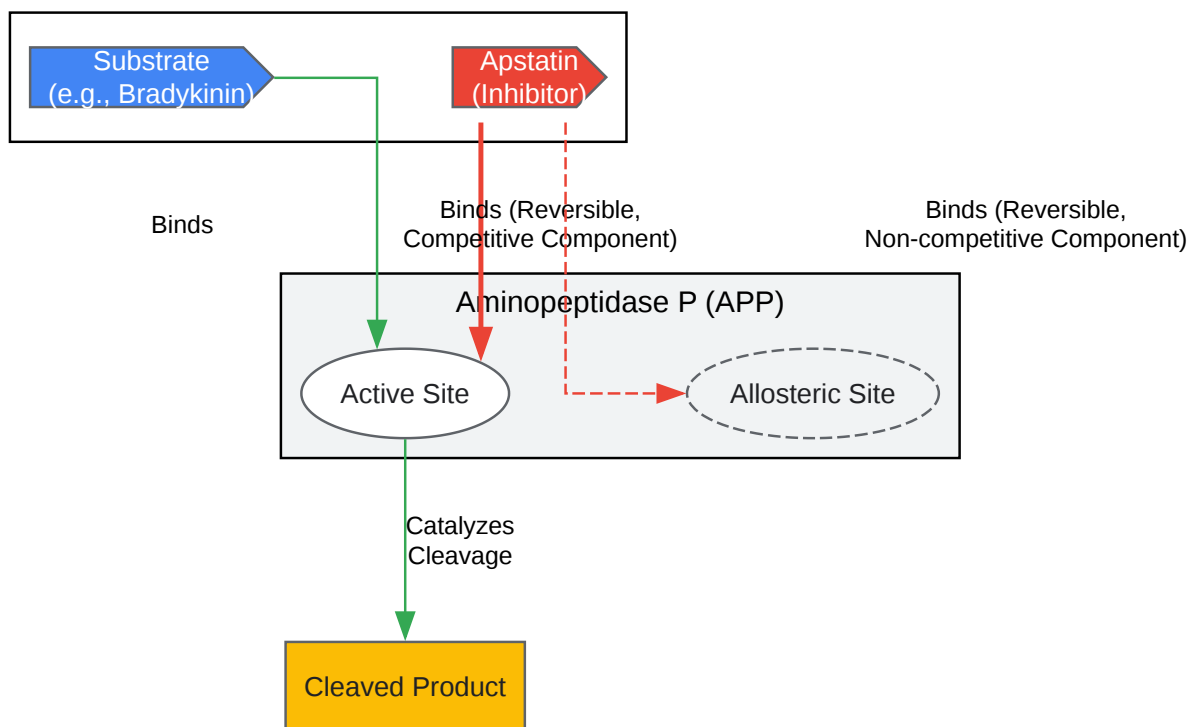 Substrate
(e.g., Bradykinin)
Apstatin
(Inhibitor)
Binds
Binds (Reversible,
Competitive Component)
Binds (Reversible,
Non-competitive Component)
Aminopeptidase P (APP)
Active Site
Allosteric Site
Catalyzes
Cleavage
Cleaved Product